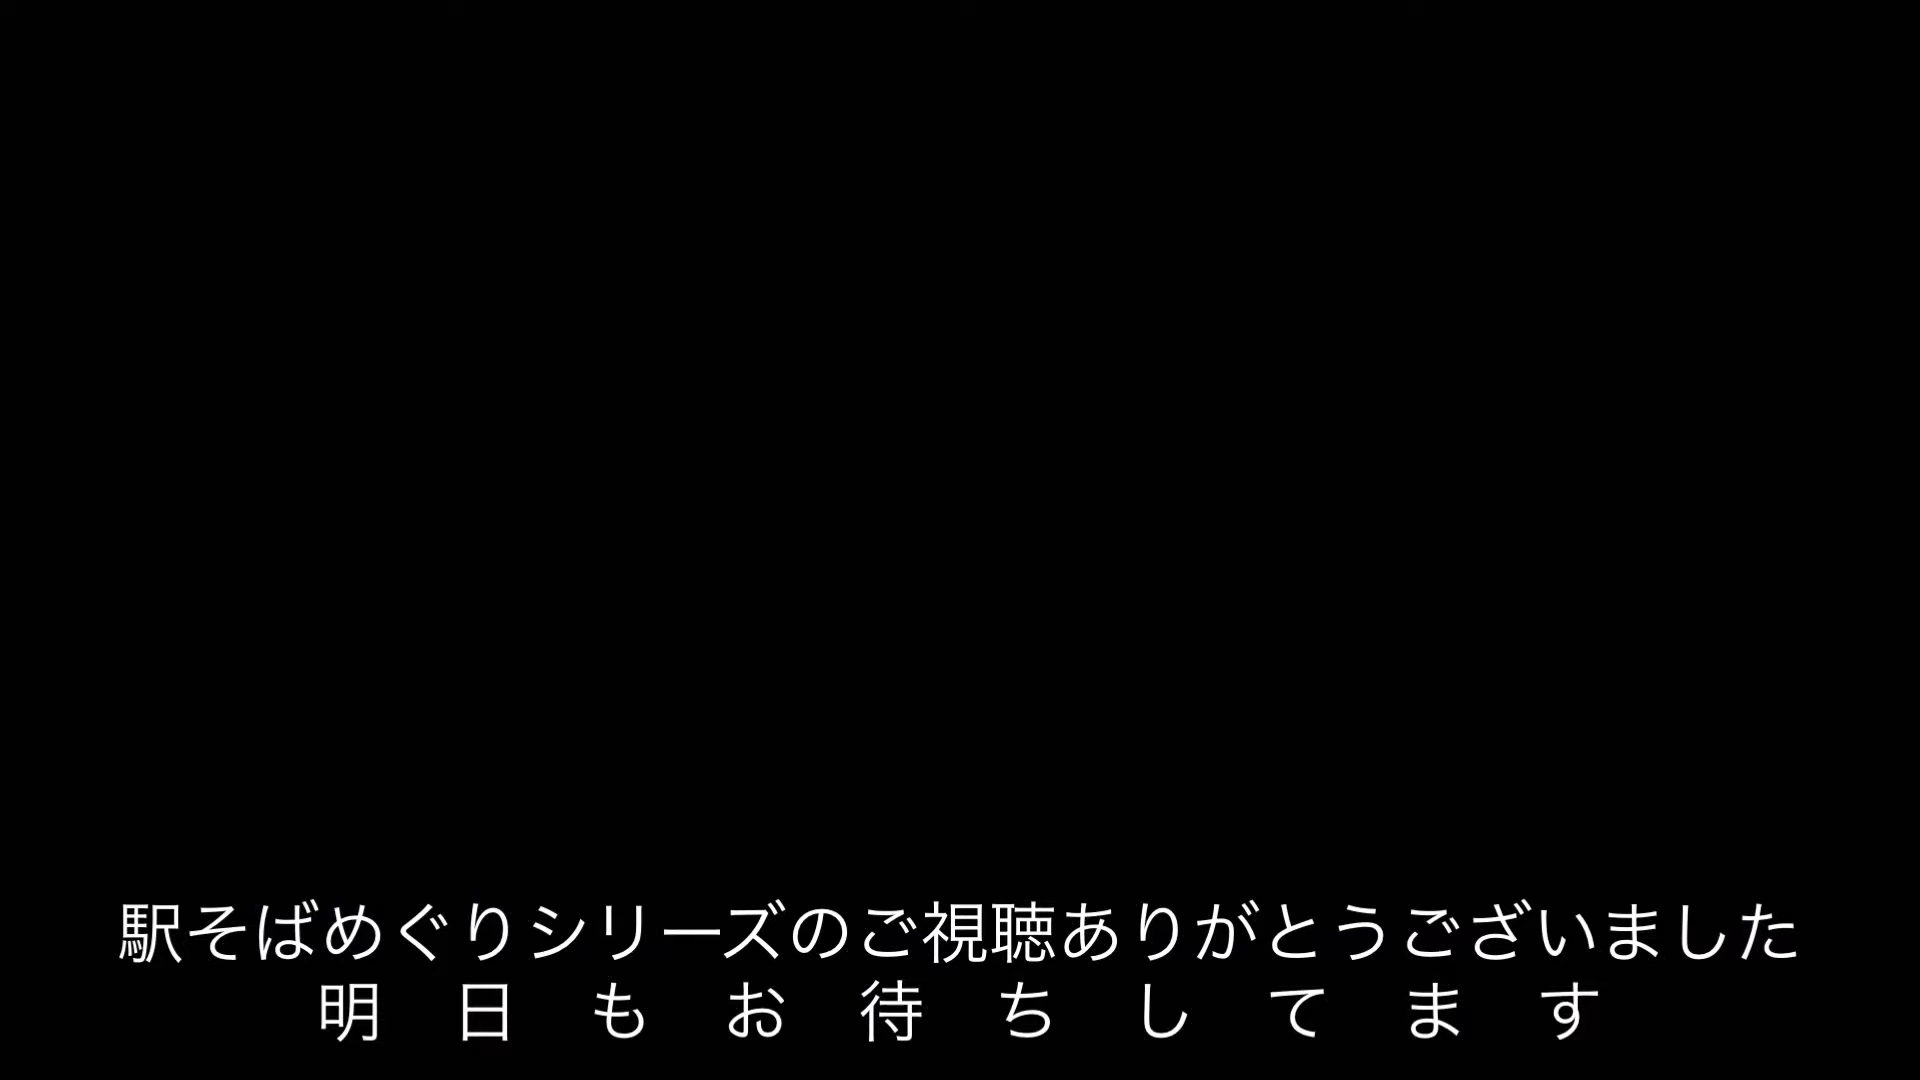 駅そばめぐりシリーズのご視聴ありがとうございました
明　日　も　お　待　ち　し　て　ま　す